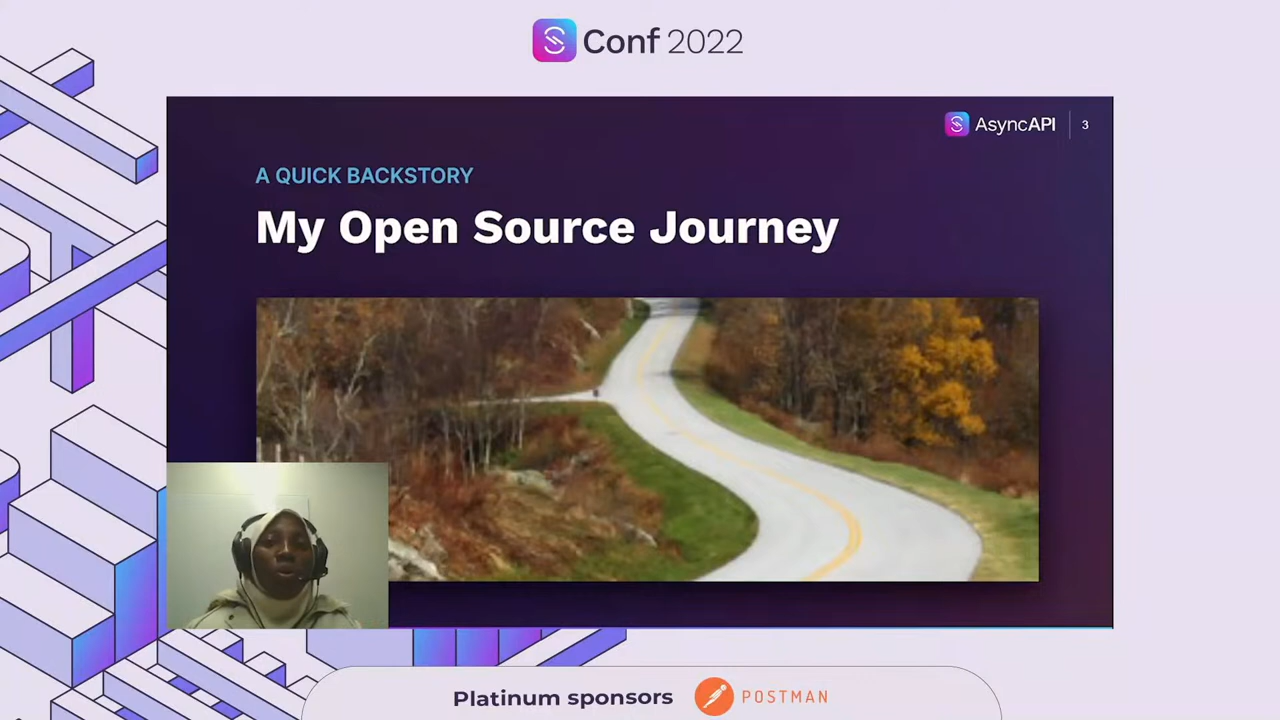 Conf 2022
AsyncAPI 3
A QUICK BACKSTORY
My Open Source Journey
Platinum sponsors POSTMAN